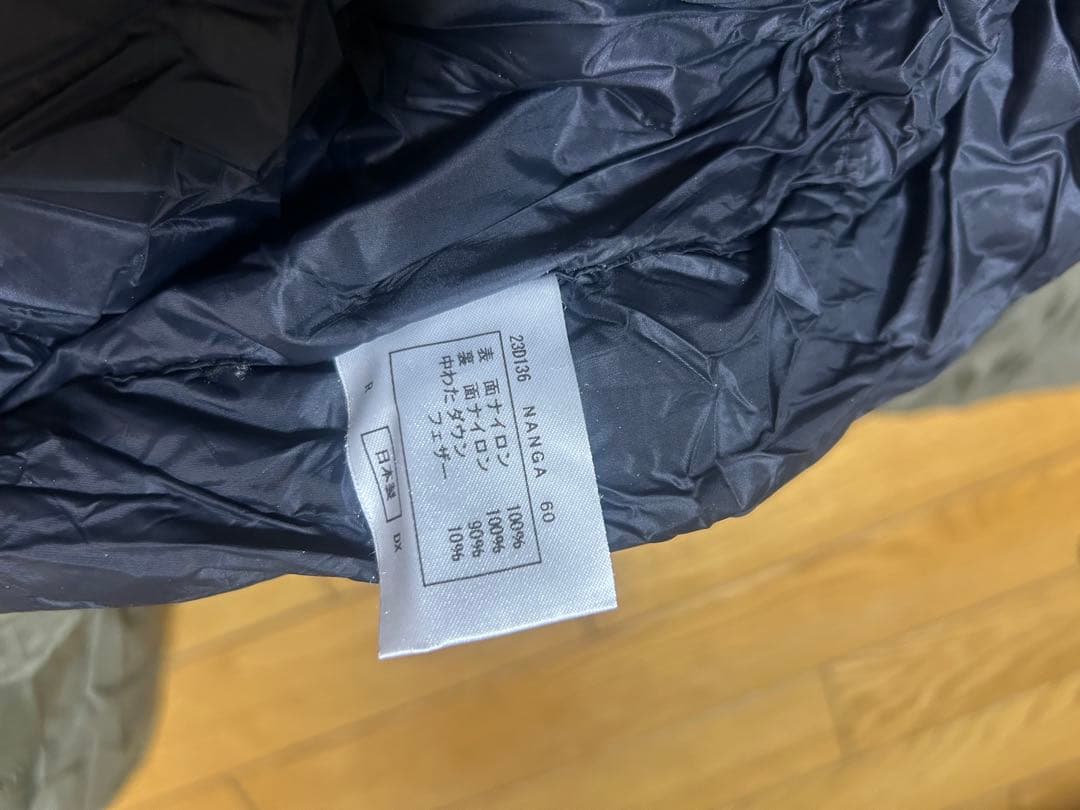 23D136 NANGA 60
表 面ナイロン 100%
裏 面ナイロン 100%
中わた ダウン 90%
フェザー 10%
R 日本製 DX